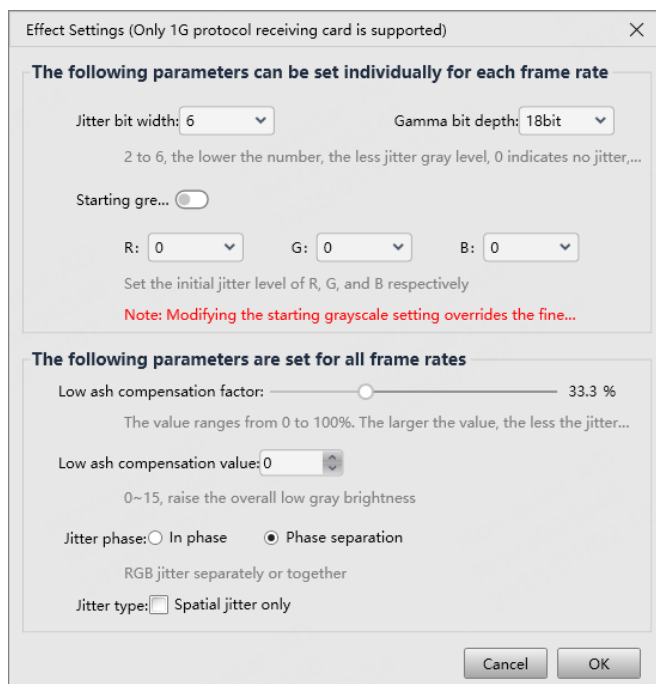 Effect Settings (Only 1G protocol receiving card is supported)
The following parameters can be set individually for each frame rate
Jitter bit width: 6 Gamma bit depth: 18bit
2 to 6, the lower the number, the less jitter gray level, 0 indicates no jitter,...
Starting gre...
R: 0 G: 0 B: 0
Set the initial jitter level of R, G, and B respectively
Note: Modifying the starting grayscale setting overrides the fine...
The following parameters are set for all frame rates
Low ash compensation factor: 33.3 %
The value ranges from 0 to 100%. The larger the value, the less the jitter...
Low ash compensation value: 0
0~15, raise the overall low gray brightness
Jitter phase: In phase Phase separation
RGB jitter separately or together
Jitter type: Spatial jitter only
Cancel OK